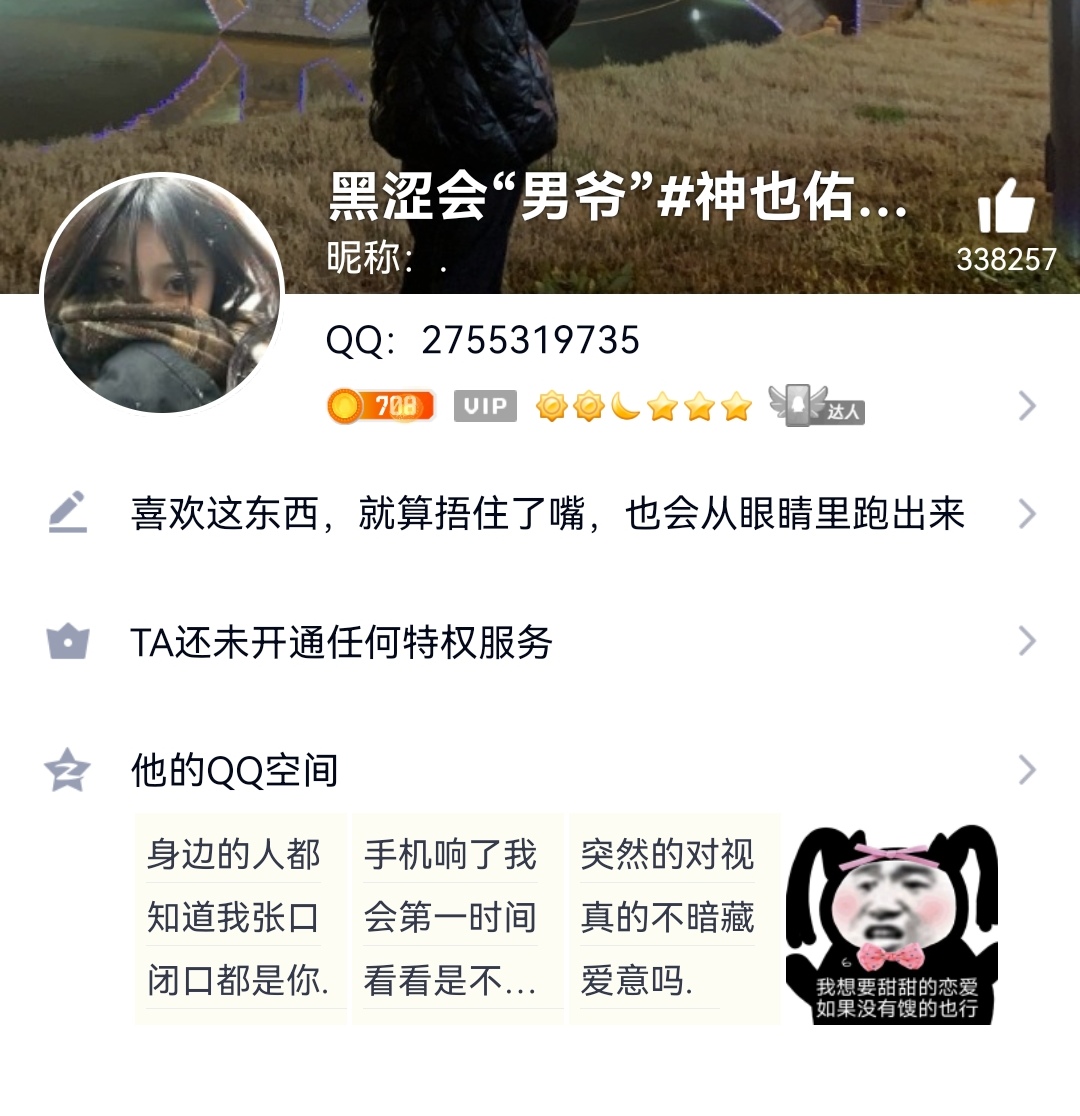 黑涩会“男爷”#神也佑...
昵称：.
338257
QQ：2755319735
708
VIP
达人
喜欢这东西，就算捂住了嘴，也会从眼睛里跑出来
TA还未开通任何特权服务
他的QQ空间
身边的人都
知道我张口
闭口都是你.
手机响了我
会第一时间
看看是不...
突然的对视
真的不暗藏
爱意吗.
6
我想要甜甜的恋爱
如果没有馊的也行